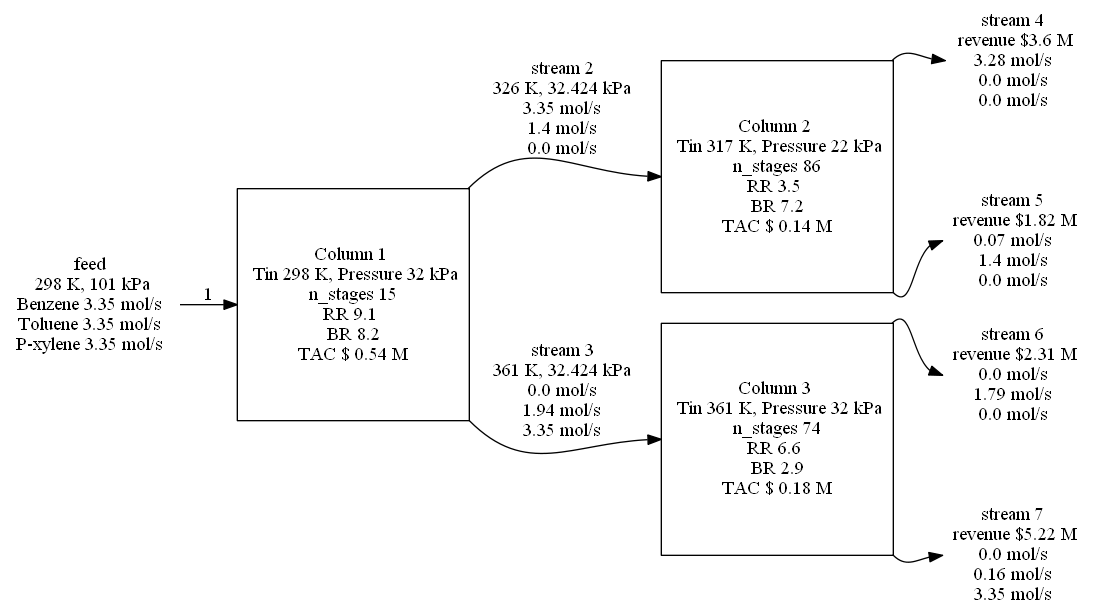 feed
298 K, 101 kPa
Benzene 3.35 mol/s
Toluene 3.35 mol/s
P-xylene 3.35 mol/s
1
Column 1
Tin 298 K, Pressure 32 kPa
n_stages 15
RR 9.1
BR 8.2
TAC $ 0.54 M
stream 2
326 K, 32.424 kPa
3.35 mol/s
1.4 mol/s
0.0 mol/s
stream 3
361 K, 32.424 kPa
0.0 mol/s
1.94 mol/s
3.35 mol/s
Column 2
Tin 317 K, Pressure 22 kPa
n_stages 86
RR 3.5
BR 7.2
TAC $ 0.14 M
Column 3
Tin 361 K, Pressure 32 kPa
n_stages 74
RR 6.6
BR 2.9
TAC $ 0.18 M
stream 4
revenue $3.6 M
3.28 mol/s
0.0 mol/s
0.0 mol/s
stream 5
revenue $1.82 M
0.07 mol/s
1.4 mol/s
0.0 mol/s
stream 6
revenue $2.31 M
0.0 mol/s
1.79 mol/s
0.0 mol/s
stream 7
revenue $5.22 M
0.0 mol/s
0.16 mol/s
3.35 mol/s